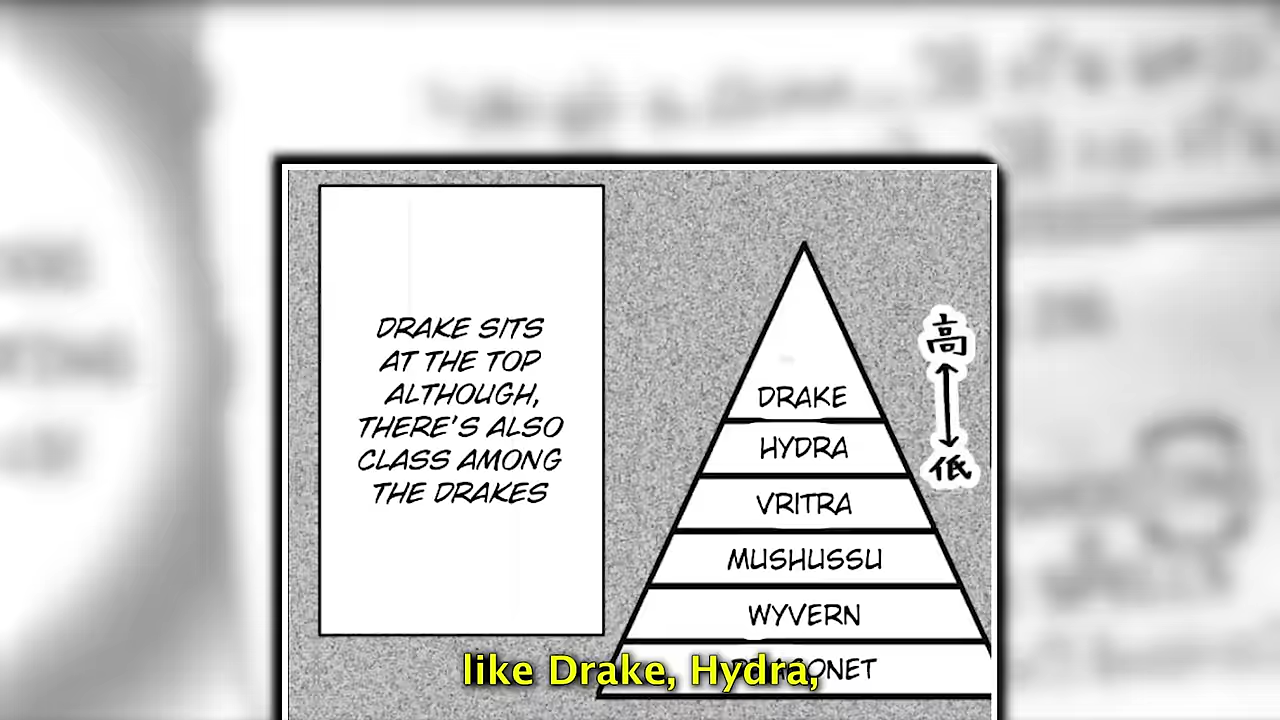 DRAKE SITS
AT THE TOP
ALTHOUGH,
THERE'S ALSO
CLASS AMONG
THE DRAKES
DRAKE
HYDRA
VRITRA
MUSHUSSU
WYVERN
高
低
like Drake, Hydra,